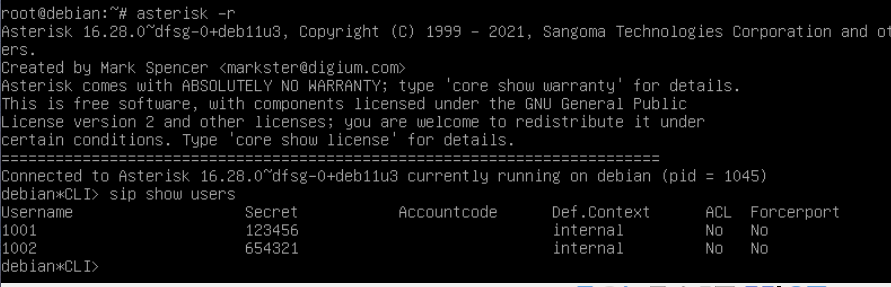 root@debian:~# asterisk -r
Asterisk 16.28.0~dfsg-0+deb11u3, Copyright (C) 1999 - 2021, Sangoma Technologies Corporation and ot
ers.
Created by Mark Spencer <markster@digium.com>
Asterisk comes with ABSOLUTELY NO WARRANTY; type 'core show warranty' for details.
This is free software, with components licensed under the GNU General Public
License version 2 and other licenses; you are welcome to redistribute it under
certain conditions. Type 'core show license' for details.
=========================================================================
Connected to Asterisk 16.28.0~dfsg-0+deb11u3 currently running on debian (pid = 1045)
debian*CLI> sip show users
Username Secret Accountcode Def.Context ACL Forcerport
1001 123456 internal No No
1002 654321 internal No No
debian*CLI>